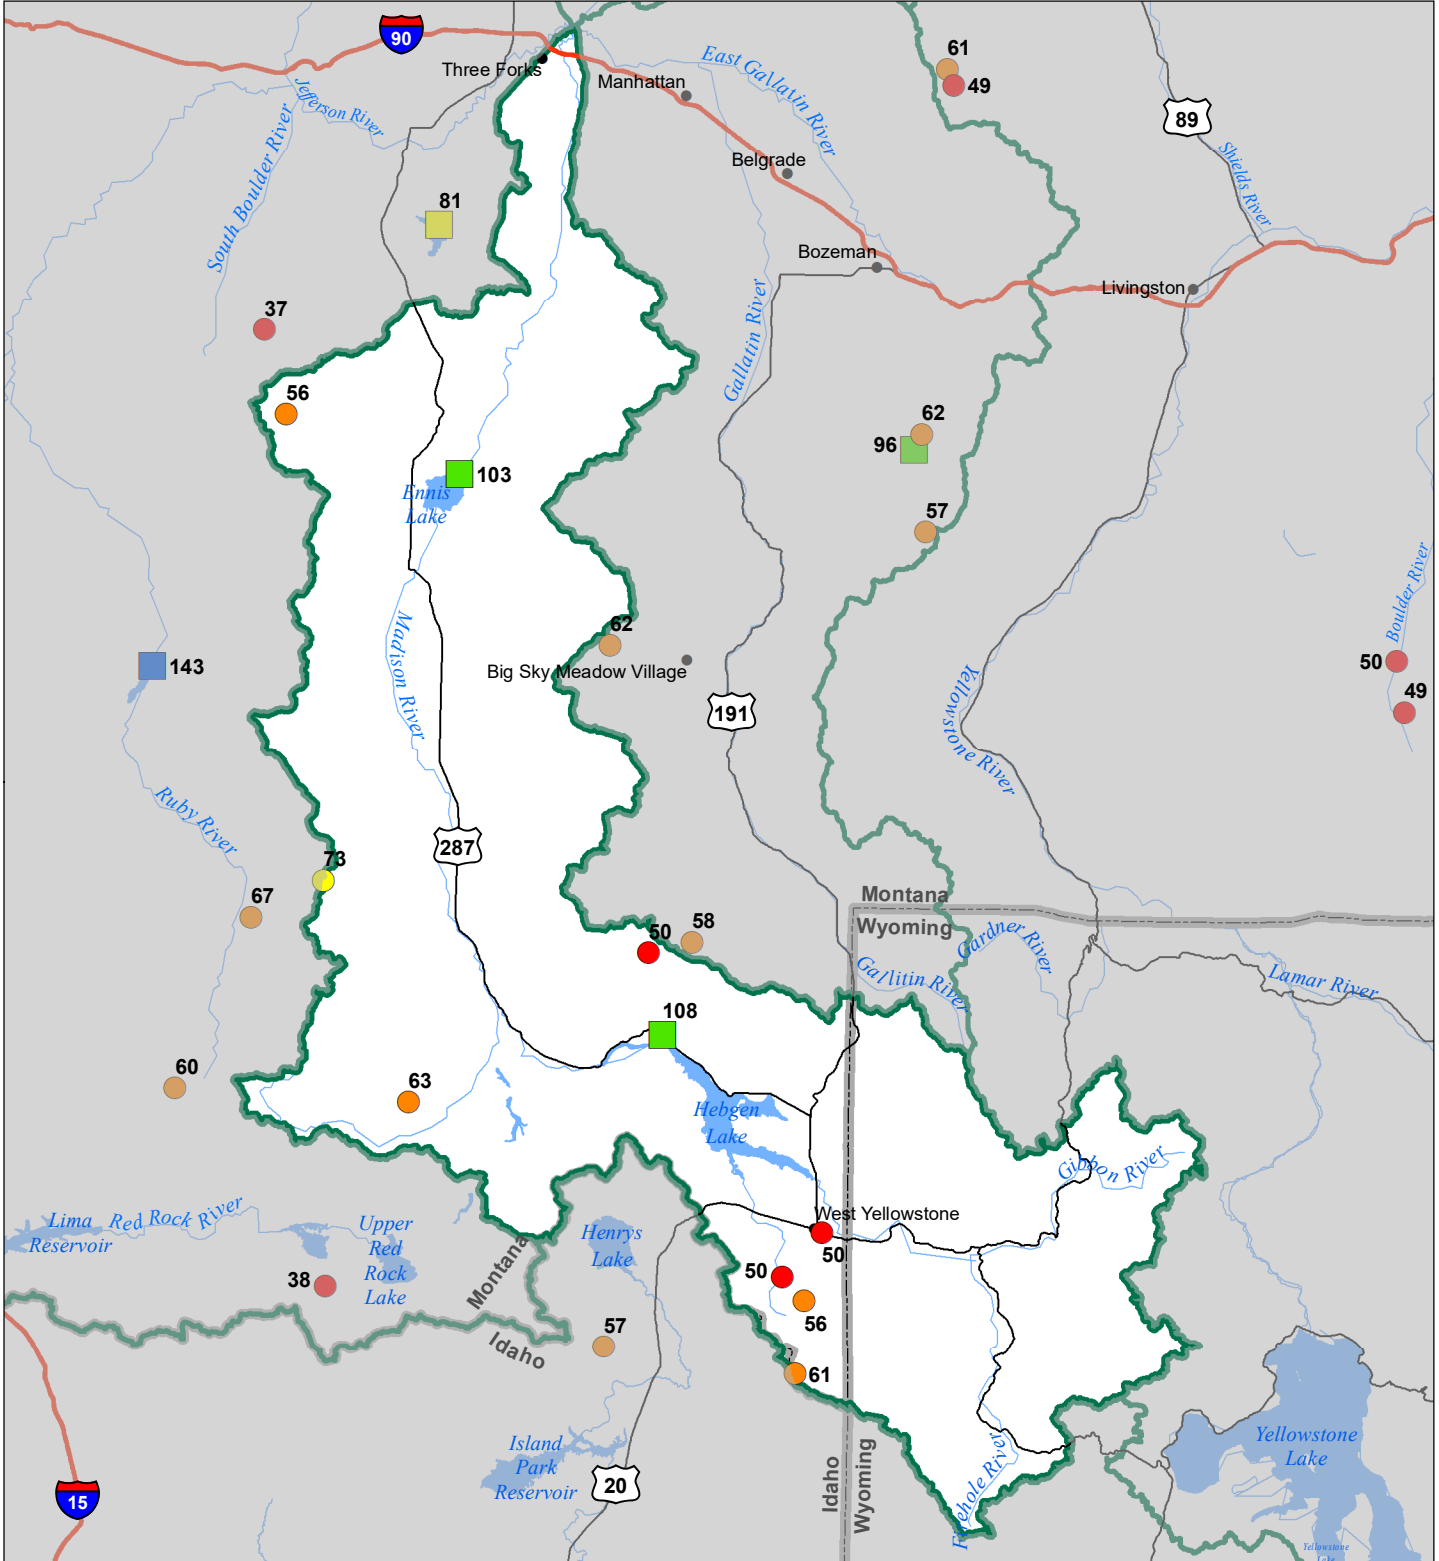 90
Three Forks
Manhattan
East Gallatin River
61
49
89
Jefferson River
South Boulder River
Belgrade
Shields River
81
Bozeman
Livingston
37
Gallatin River
56
62
96
103
Ennis
Lake
57
Boulder River
Madison River
62
143
Big Sky Meadow Village
50
49
191
Yellowstone River
Ruby River
287
73
67
Montana
Wyoming
50
58
Gardner River
Gallitin River
Lamar River
108
60
63
Hebgen
Lake
Gibbon River
Lima
Reservoir
Red Rock River
Upper
Red
Rock
Lake
Henrys
Lake
West Yellowstone
50
50
38
Montana
Idaho
56
57
61
Island
Park
Reservoir
20
Idaho
Wyoming
Firehole River
Yellowstone
Lake
15
Yellowstone
Lake